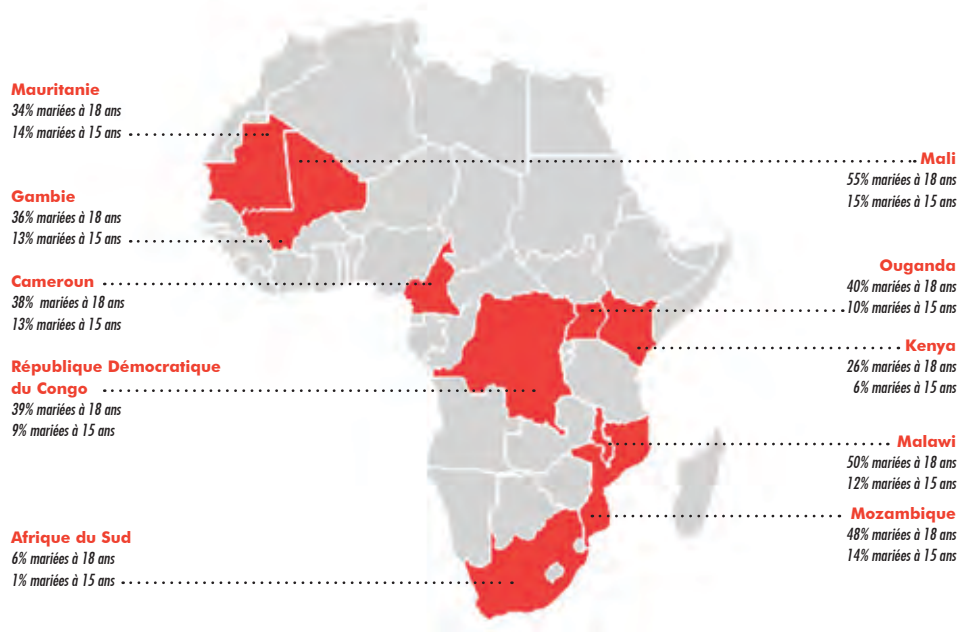 Mauritanie
34% mariées à 18 ans
14% mariées à 15 ans
Gambie
36% mariées à 18 ans
13% mariées à 15 ans
Cameroun
38% mariées à 18 ans
13% mariées à 15 ans
République Démocratique
du Congo
39% mariées à 18 ans
9% mariées à 15 ans
Afrique du Sud
6% mariées à 18 ans
1% mariées à 15 ans
Mali
55% mariées à 18 ans
15% mariées à 15 ans
Ouganda
40% mariées à 18 ans
10% mariées à 15 ans
Kenya
26% mariées à 18 ans
6% mariées à 15 ans
Malawi
50% mariées à 18 ans
12% mariées à 15 ans
Mozambique
48% mariées à 18 ans
14% mariées à 15 ans